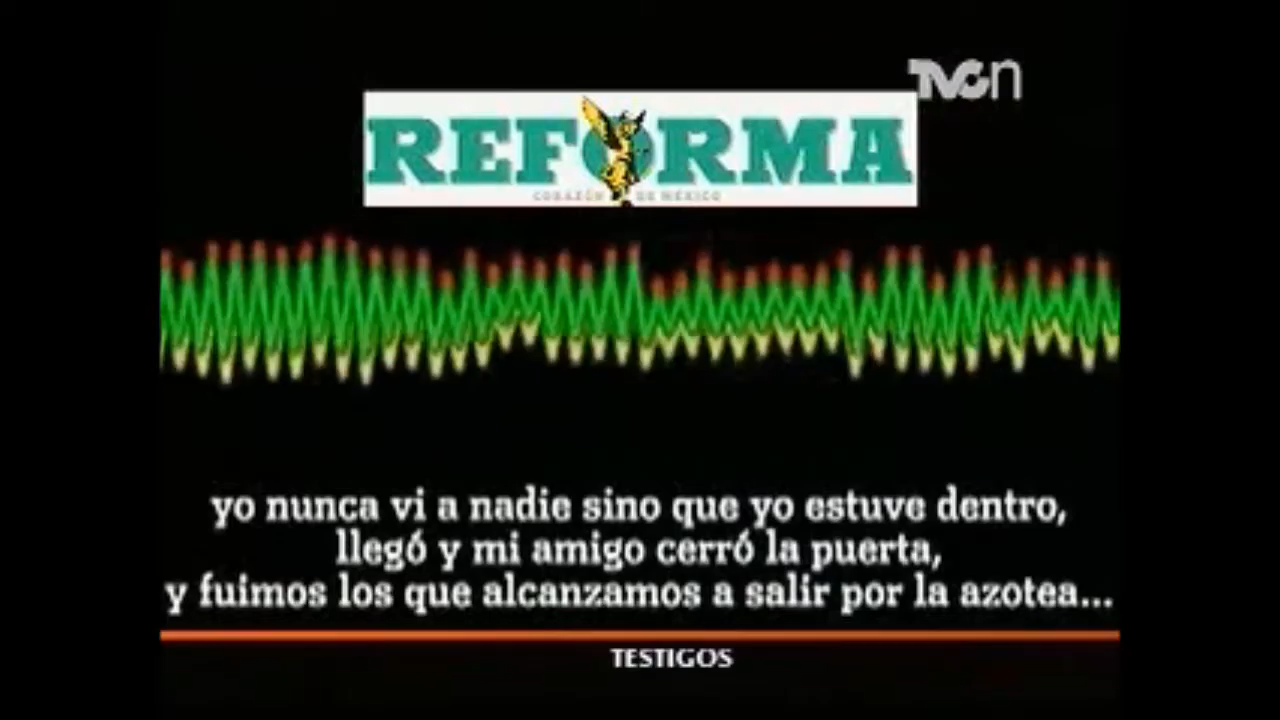 TVCn
REFORMA
CORAZÓN DE MÉXICO
yo nunca vi a nadie sino que yo estuve dentro,
llegó y mi amigo cerró la puerta,
y fuimos los que alcanzamos a salir por la azotea...
TESTIGOS